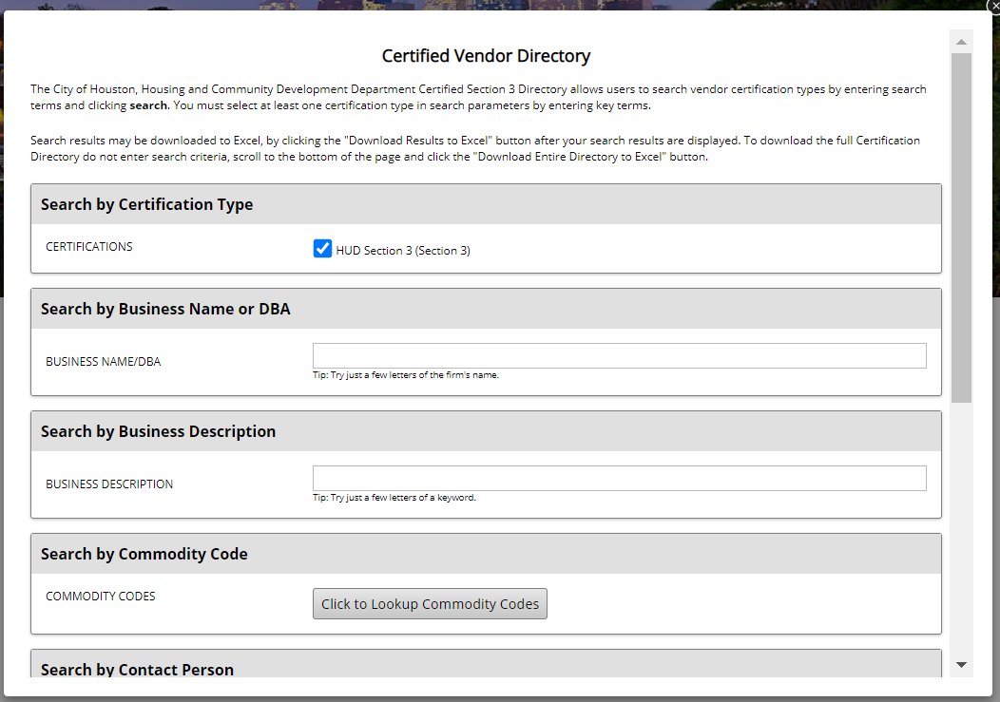 Certified Vendor Directory
The City of Houston, Housing and Community Development Department Certified Section 3 Directory allows users to search vendor certification types by entering search
terms and clicking search. You must select at least one certification type in search parameters by entering key terms.
Search results may be downloaded to Excel, by clicking the "Download Results to Excel" button after your search results are displayed. To download the full Certification
Directory do not enter search criteria, scroll to the bottom of the page and click the "Download Entire Directory to Excel" button.
Search by Certification Type
CERTIFICATIONS
HUD Section 3 (Section 3)
Search by Business Name or DBA
BUSINESS NAME/DBA
Tip: Try just a few letters of the firm's name.
Search by Business Description
BUSINESS DESCRIPTION
Tip: Try just a few letters of a keyword.
Search by Commodity Code
COMMODITY CODES
Click to Lookup Commodity Codes
Search by Contact Person